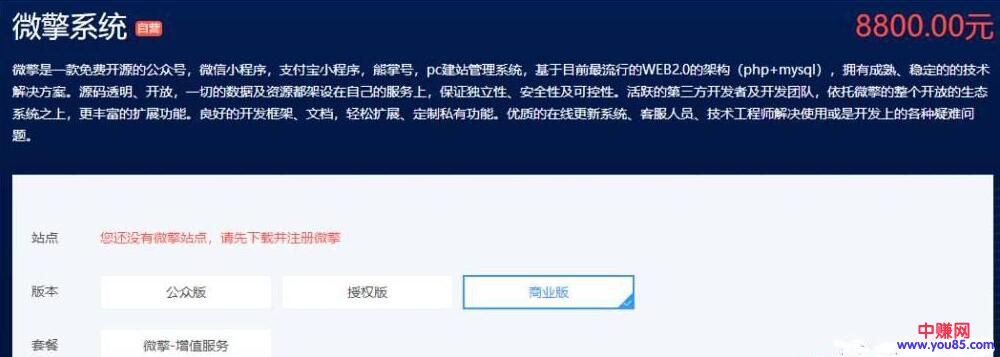 微擎系统 自营 8800.00元
微擎是一款免费开源的公众号，微信小程序，支付宝小程序，熊掌号，pc建站管理系统，基于目前最流行的WEB2.0的架构（php+mysql），拥有成熟、稳定的的技术
解决方案。源码透明、开放，一切的数据及资源都架设在自己的服务上，保证独立性、安全性及可控性。活跃的第三方开发者及开发团队，依托微擎的整个开放的生态
系统之上，更丰富的扩展功能。良好的开发框架、文档，轻松扩展、定制私有功能。优质的在线更新系统、客服人员、技术工程师解决使用或是开发上的各种疑难问
题。
站点 您还没有微擎站点，请先下载并注册微擎
版本 公众版 授权版 商业版
套餐 微擎-增值服务
中赚网
www.you85.com